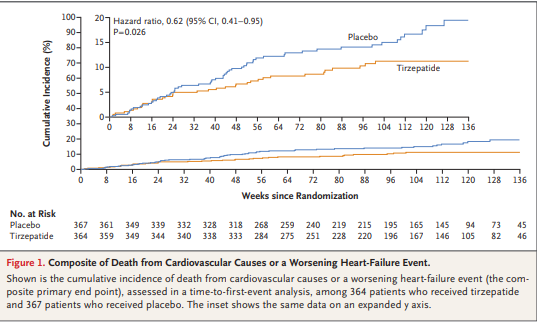 Cumulative Incidence (%)
100
90
80
70
60
50
40
30
20
10
0
20
15
10
5
0
Hazard ratio, 0.62 (95% CI, 0.41–0.95)
P=0.026
Placebo
Tirzepatide
0 8 16 24 32 40 48 56 64 72 80 88 96 104 112 120 128 136
0 8 16 24 32 40 48 56 64 72 80 88 96 104 112 120 128 136
Weeks since Randomization
No. at Risk
Placebo 367 361 349 339 332 328 318 268 259 240 219 215 195 165 145 94 73 45
Tirzepatide 364 359 349 344 340 338 333 284 275 251 228 220 196 167 146 105 82 46
Figure 1. Composite of Death from Cardiovascular Causes or a Worsening Heart-Failure Event.
Shown is the cumulative incidence of death from cardiovascular causes or a worsening heart-failure event (the com-
posite primary end point), assessed in a time-to-first-event analysis, among 364 patients who received tirzepatide
and 367 patients who received placebo. The inset shows the same data on an expanded y axis.